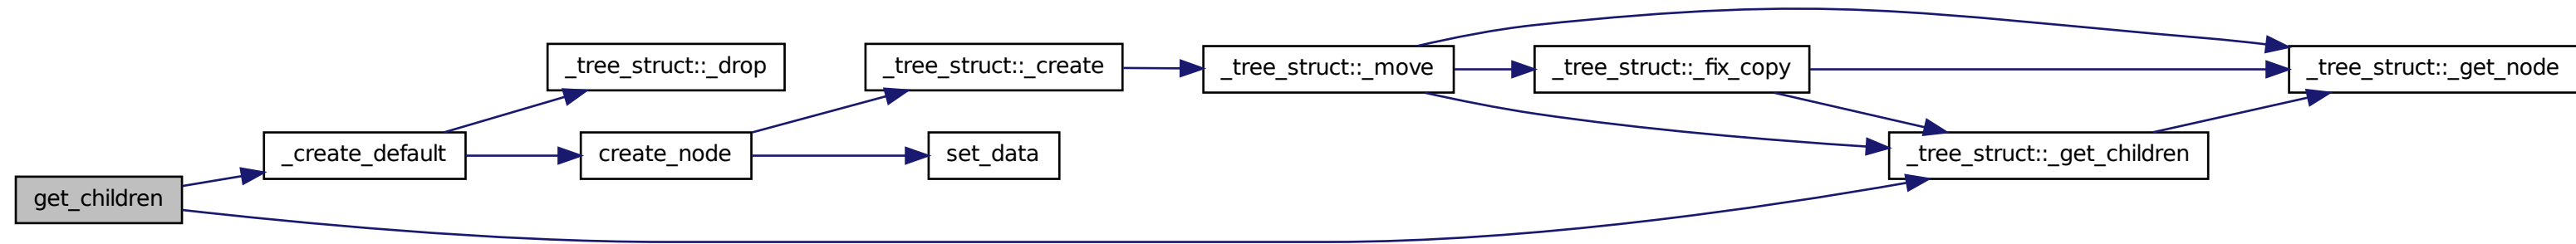 _tree_struct::_drop
_tree_struct::_create
_tree_struct::_move
_tree_struct::_fix_copy
_tree_struct::_get_node
_create_default
create_node
set_data
_tree_struct::_get_children
get_children